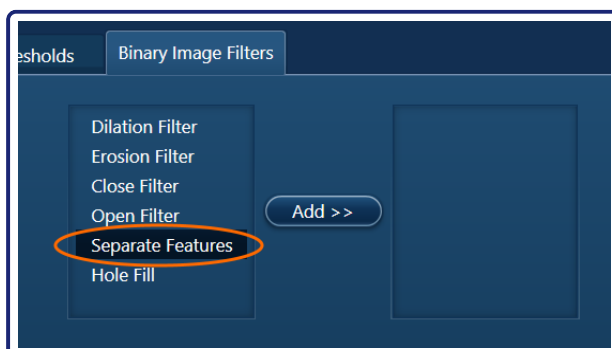 esholds
Binary Image Filters
Dilation Filter
Erosion Filter
Close Filter
Open Filter
Add >>
Separate Features
Hole Fill